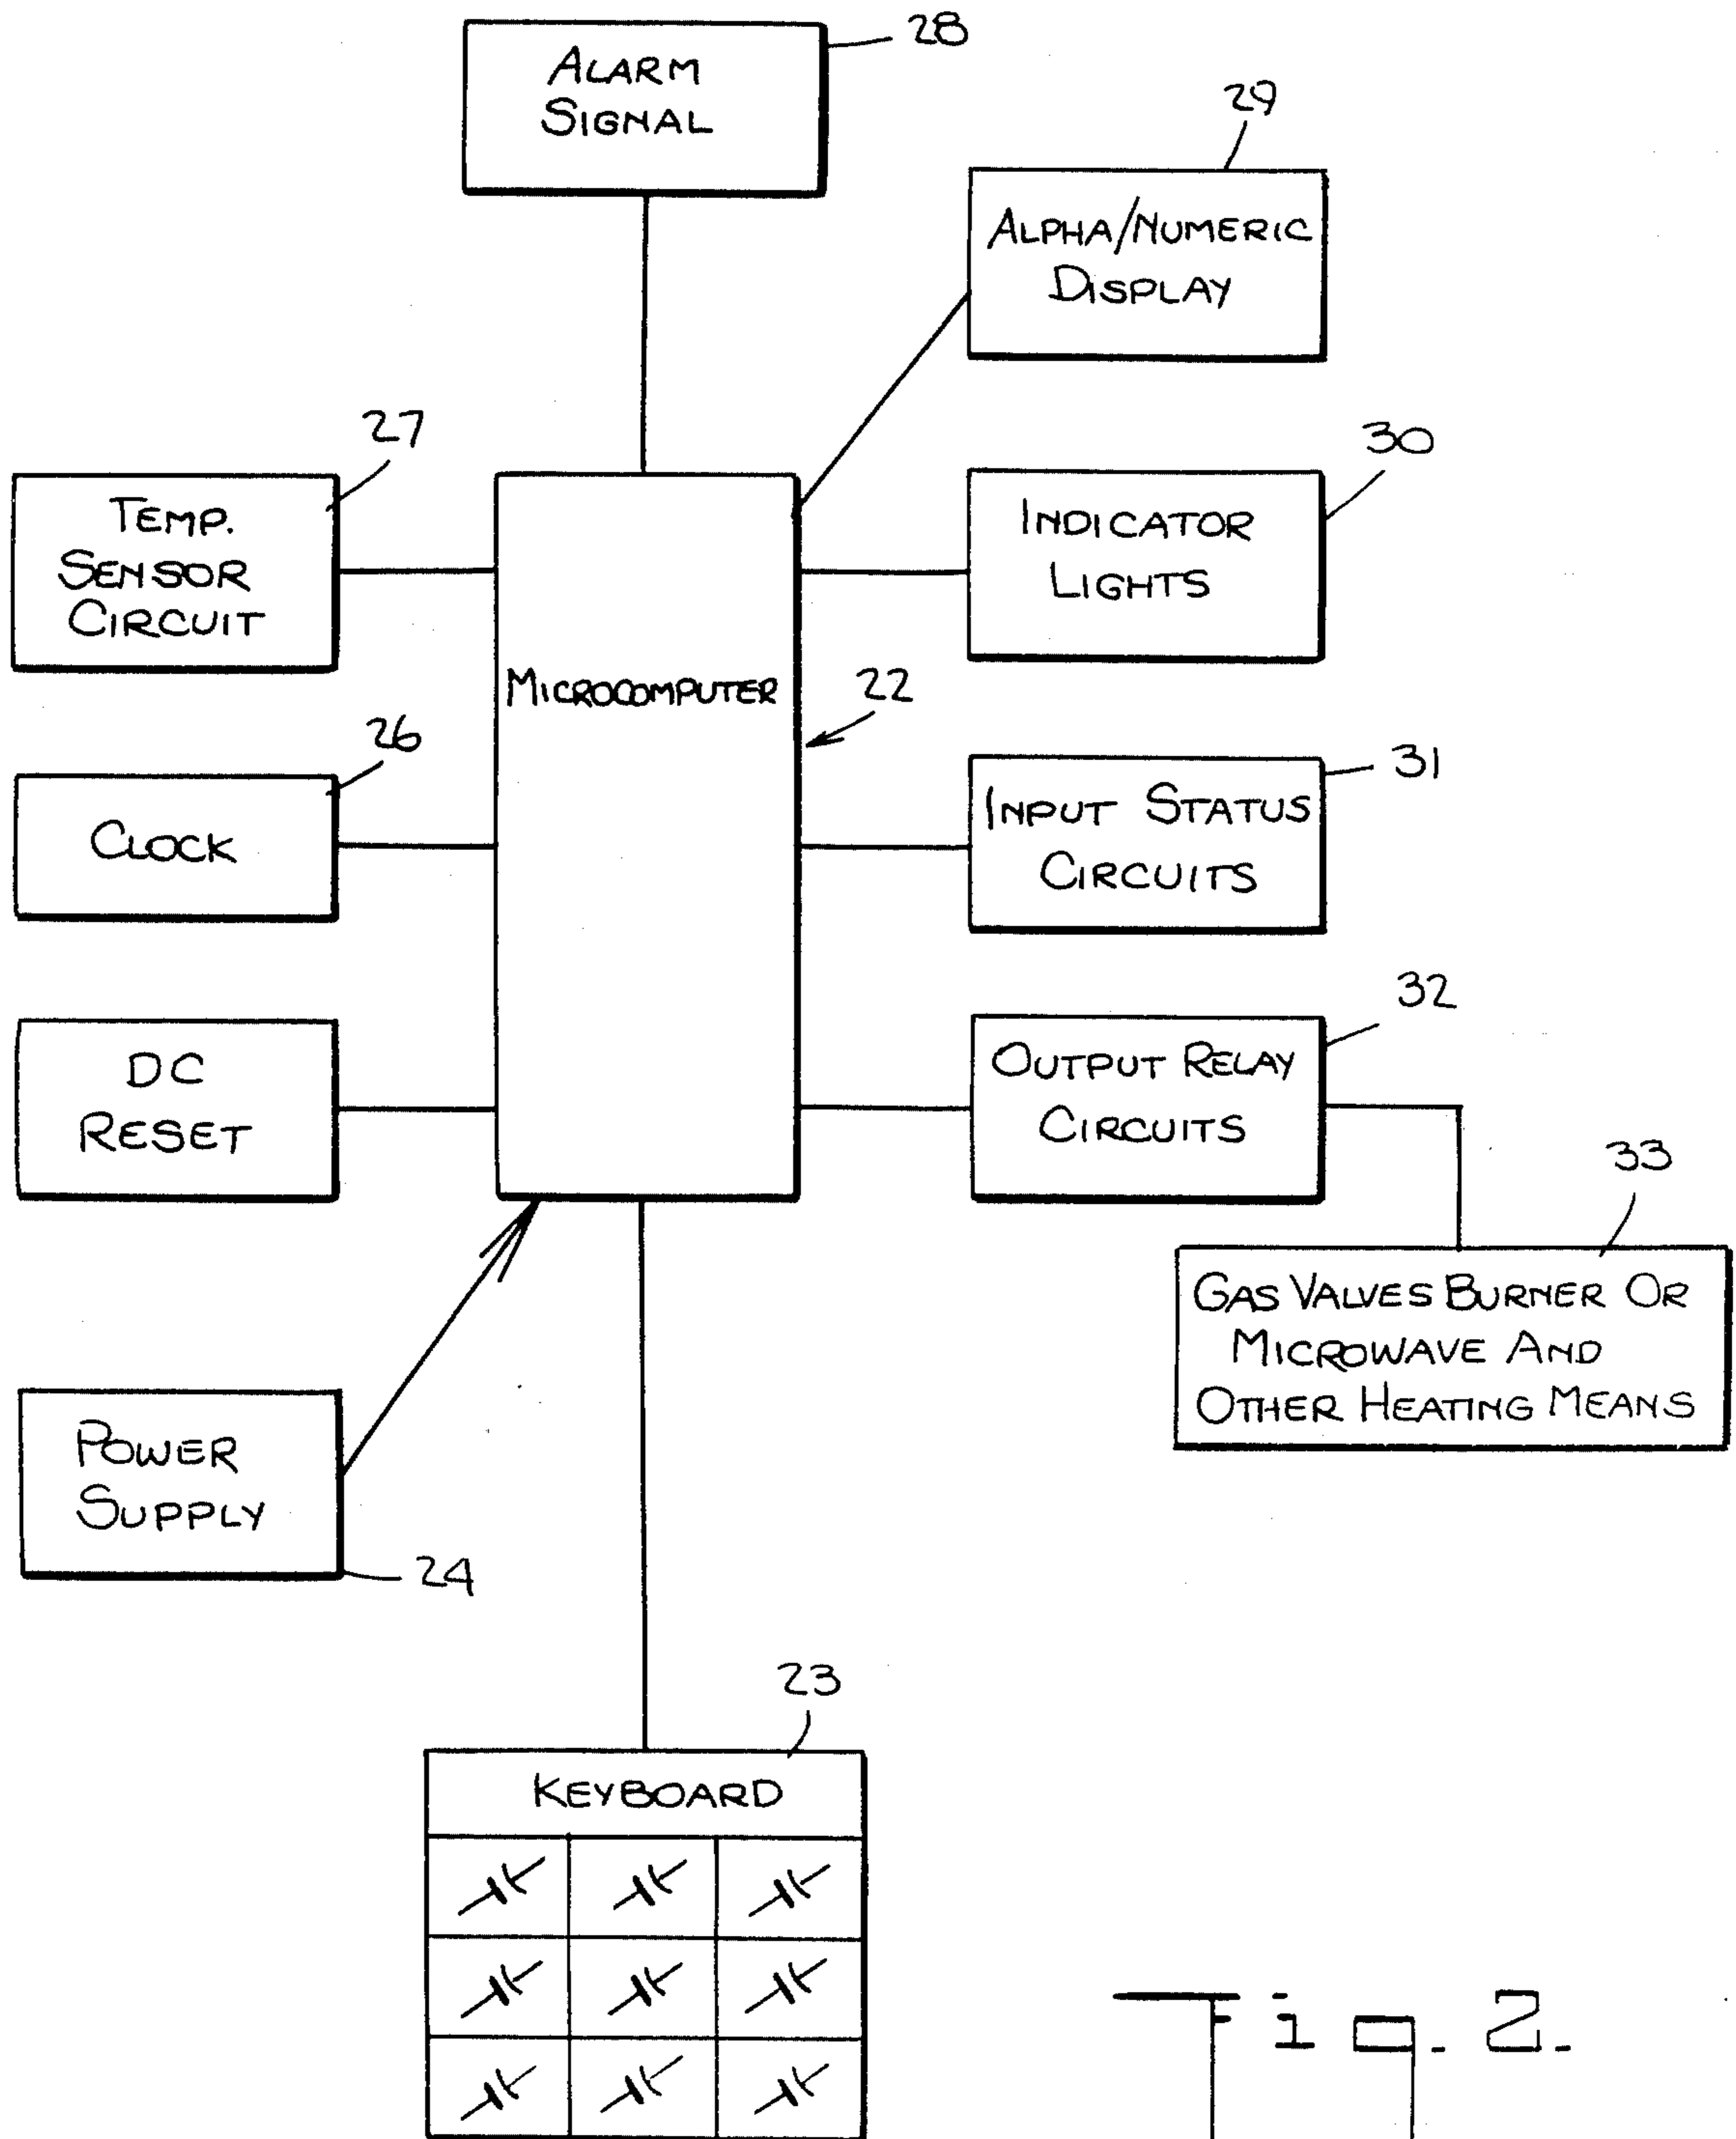 28
ALARM
SIGNAL
29
ALPHA/NUMERIC
DISPLAY
27
TEMP.
SENSOR
CIRCUIT
30
INDICATOR
LIGHTS
MICROCOMPUTER
22
26
CLOCK
31
INPUT STATUS
CIRCUITS
DC
RESET
32
OUTPUT RELAY
CIRCUITS
33
GAS VALVES BURNER OR
MICROWAVE AND
OTHER HEATING MEANS
POWER
SUPPLY
24
23
KEYBOARD
Fig. 2.